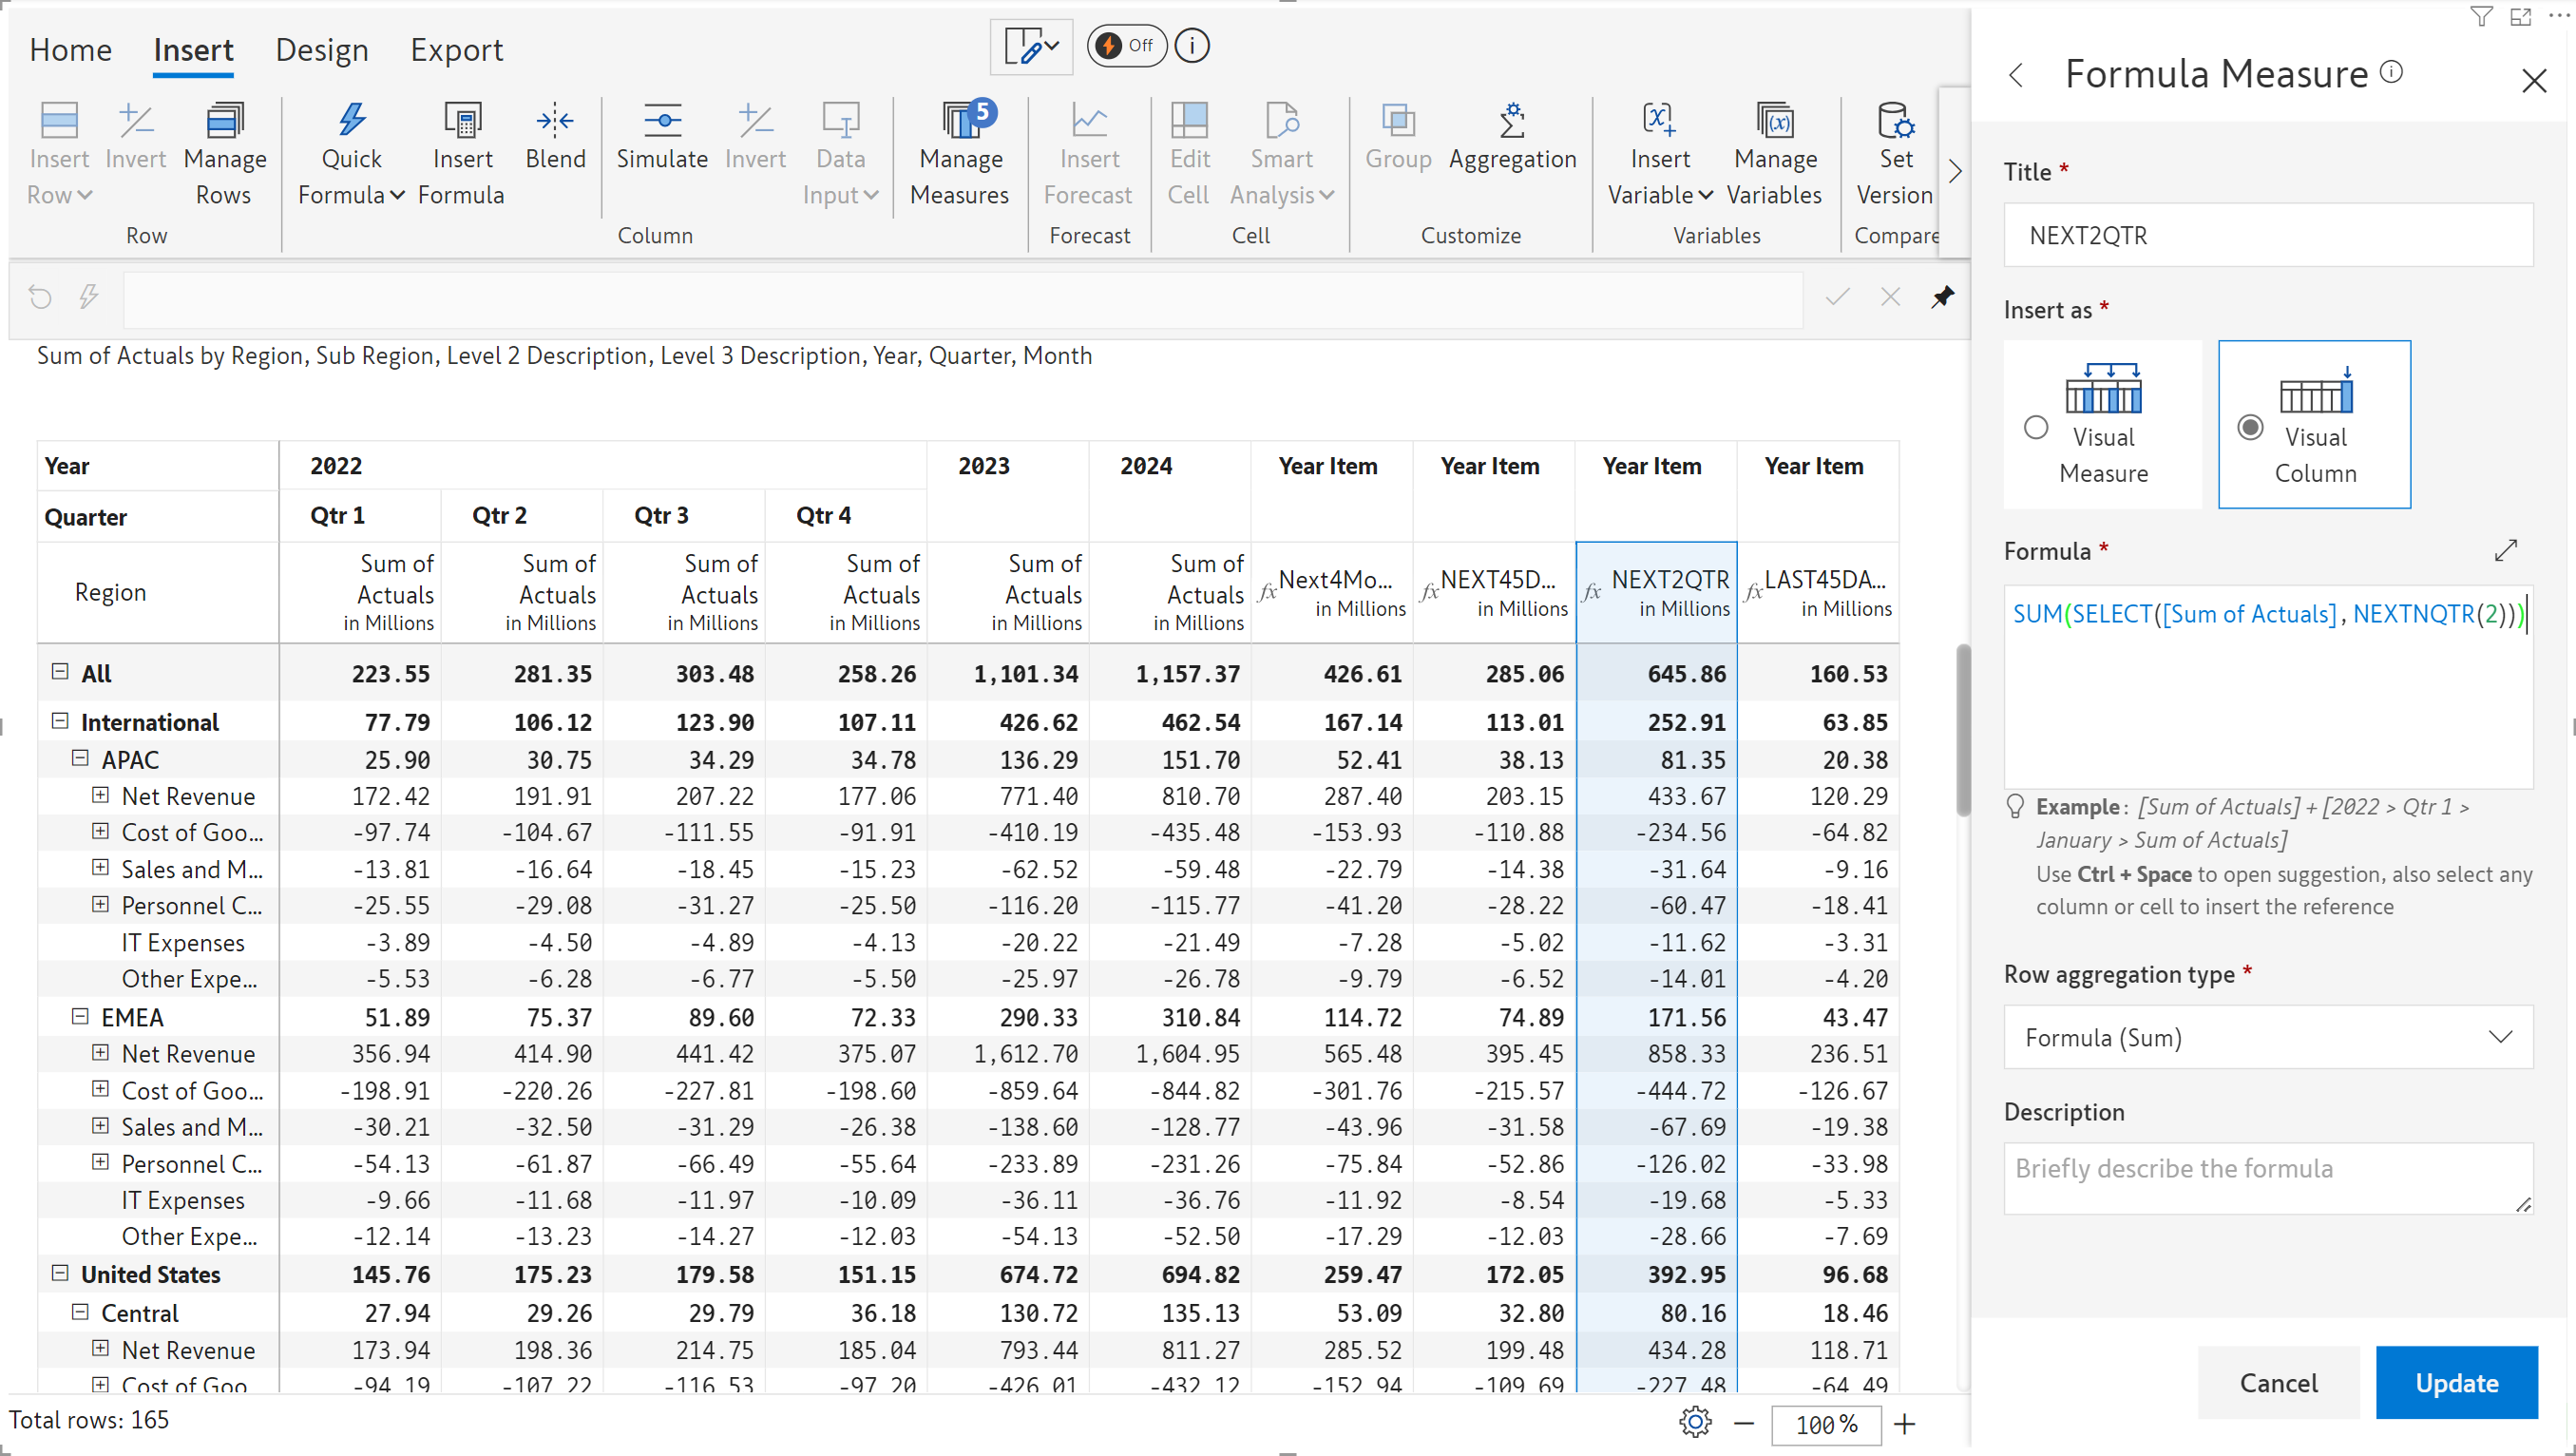 Home Insert Design Export Off
Insert Row Invert Manage Rows Quick Formula Insert Formula Blend Simulate Invert Data Input Manage Measures 5 Insert Forecast Edit Cell Smart Analysis Group Aggregation Insert Variable Manage Variables Set Version
Row Column Forecast Cell Customize Variables Compare
Sum of Actuals by Region, Sub Region, Level 2 Description, Level 3 Description, Year, Quarter, Month
Year 2022 2023 2024 Year Item Year Item Year Item Year Item
Quarter Qtr 1 Qtr 2 Qtr 3 Qtr 4
Region Sum of Actuals in Millions Sum of Actuals in Millions Sum of Actuals in Millions Sum of Actuals in Millions Sum of Actuals in Millions Sum of Actuals in Millions fx Next4Mo... in Millions fx NEXT45D... in Millions fx NEXT2QTR in Millions fx LAST45DA... in Millions
All 223.55 281.35 303.48 258.26 1,101.34 1,157.37 426.61 285.06 645.86 160.53
International 77.79 106.12 123.90 107.11 426.62 462.54 167.14 113.01 252.91 63.85
APAC 25.90 30.75 34.29 34.78 136.29 151.70 52.41 38.13 81.35 20.38
Net Revenue 172.42 191.91 207.22 177.06 771.40 810.70 287.40 203.15 433.67 120.29
Cost of Goo... -97.74 -104.67 -111.55 -91.91 -410.19 -435.48 -153.93 -110.88 -234.56 -64.82
Sales and M... -13.81 -16.64 -18.45 -15.23 -62.52 -59.48 -22.79 -14.38 -31.64 -9.16
Personnel C... -25.55 -29.08 -31.27 -25.50 -116.20 -115.77 -41.20 -28.22 -60.47 -18.41
IT Expenses -3.89 -4.50 -4.89 -4.13 -20.22 -21.49 -7.28 -5.02 -11.62 -3.31
Other Expe... -5.53 -6.28 -6.77 -5.50 -25.97 -26.78 -9.79 -6.52 -14.01 -4.20
EMEA 51.89 75.37 89.60 72.33 290.33 310.84 114.72 74.89 171.56 43.47
Net Revenue 356.94 414.90 441.42 375.07 1,612.70 1,604.95 565.48 395.45 858.33 236.51
Cost of Goo... -198.91 -220.26 -227.81 -198.60 -859.64 -844.82 -301.76 -215.57 -444.72 -126.67
Sales and M... -30.21 -32.50 -31.29 -26.38 -138.60 -128.77 -43.96 -31.58 -67.69 -19.38
Personnel C... -54.13 -61.87 -66.49 -55.64 -233.89 -231.26 -75.84 -52.86 -126.02 -33.98
IT Expenses -9.66 -11.68 -11.97 -10.09 -36.11 -36.76 -11.92 -8.54 -19.68 -5.33
Other Expe... -12.14 -13.23 -14.27 -12.03 -54.13 -52.50 -17.29 -12.03 -28.66 -7.69
United States 145.76 175.23 179.58 151.15 674.72 694.82 259.47 172.05 392.95 96.68
Central 27.94 29.26 29.79 36.18 130.72 135.13 53.09 32.80 80.16 18.46
Net Revenue 173.94 198.36 214.75 185.04 793.44 811.27 285.52 199.48 434.28 118.71
Cost of Goo -94.19 -107.22 -116.53 -97.20 -426.01 -432.12 -152.94 -109.69 -227.48 -64.49
Total rows: 165 100%
Formula Measure
Title *
NEXT2QTR
Insert as *
Visual Measure
Visual Column
Formula *
SUM(SELECT([Sum of Actuals], NEXTNQTR(2)))
Example: [Sum of Actuals] + [2022 > Qtr 1 >
January > Sum of Actuals]
Use Ctrl + Space to open suggestion, also select any
column or cell to insert the reference
Row aggregation type *
Formula (Sum)
Description
Briefly describe the formula
Cancel Update